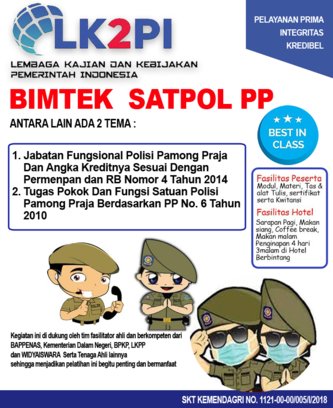 LK2PI
LEMBAGA KAJIAN DAN KEBIJAKAN
PEMERINTAH INDONESIA
PELAYANAN PRIMA
INTEGRITAS
KREDIBEL
BIMTEK SATPOL PP
ANTARA LAIN ADA 2 TEMA :
BEST IN
CLASS
1. Jabatan Fungsional Polisi Pamong Praja
Dan Angka Kreditnya Sesuai Dengan
Permenpan dan RB Nomor 4 Tahun 2014
2. Tugas Pokok Dan Fungsi Satuan Polisi
Pamong Praja Berdasarkan PP No. 6 Tahun
2010
Fasilitas Peserta
Modul, Materi, Tas &
alat Tulis, sertifikat
serta Kwitansi
Fasilitas Hotel
Sarapan Pagi, Makan
siang, Coffee break,
Makan malam
Penginapan 4 hari
3malam di Hotel
Berbintang
Kegiatan ini di dukung oleh tim fasilitator ahli dan berkompeten dari
BAPPENAS, Kementerian Dalam Negeri, BPKP, LKPP
dan WIDYAISWARA Serta Tenaga Ahli lainnya
sehingga menjadikan pelatihan ini begitu penting dan bermanfaat
SKT KEMENDAGRI NO. 1121-00-00/005/I/2018